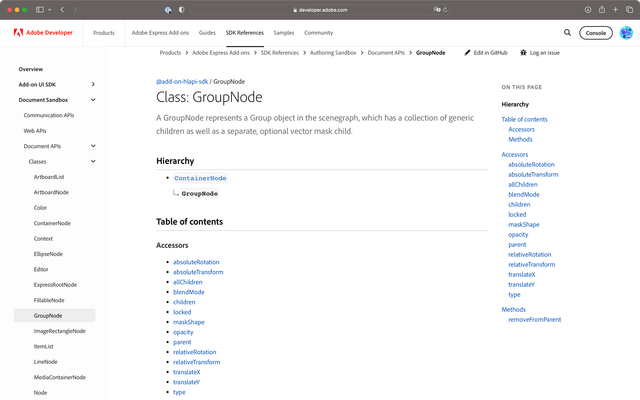 developer.adobe.com
Adobe Developer
Products
Adobe Express Add-ons
Guides
SDK References
Samples
Community
Console
Products
Adobe Express Add-ons
SDK References
Authoring Sandbox
Document APIs
GroupNode
Edit in GitHub
Log an issue
Overview
Add-on UI SDK
Document Sandbox
Communication APIs
Web APIs
Document APIs
Classes
ArtboardList
ArtboardNode
Color
ContainerNode
Context
EllipseNode
Editor
ExpressRootNode
FillableNode
GroupNode
ImageRectangleNode
ItemList
LineNode
MediaContainerNode
Node
@add-on-hlapi-sdk / GroupNode
Class: GroupNode
A GroupNode represents a Group object in the scenegraph, which has a collection of generic
children as well as a separate, optional vector mask child.
Hierarchy
ContainerNode
GroupNode
Table of contents
Accessors
absoluteRotation
absoluteTransform
allChildren
blendMode
children
locked
maskShape
opacity
parent
relativeRotation
relativeTransform
translateX
translateY
type
ON THIS PAGE
Hierarchy
Table of contents
Accessors
Methods
Accessors
absoluteRotation
absoluteTransform
allChildren
blendMode
children
locked
maskShape
opacity
parent
relativeRotation
relativeTransform
translateX
translateY
type
Methods
removeFromParent